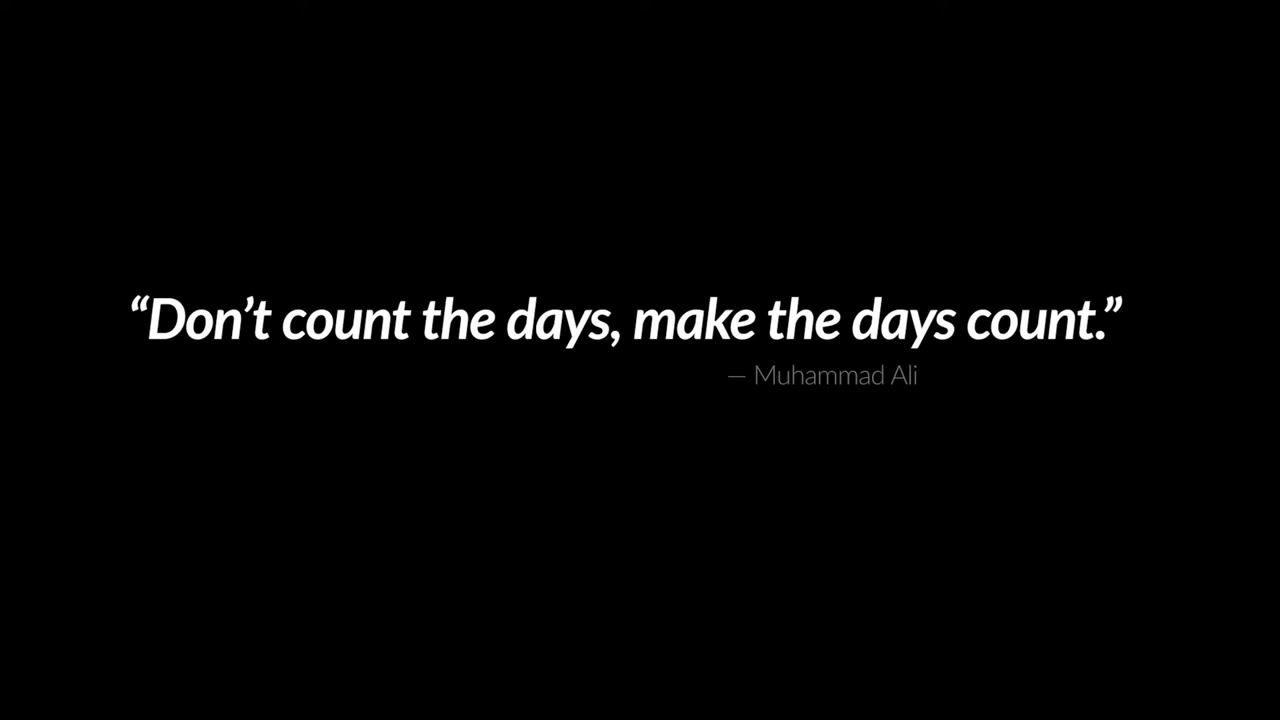 “Don’t count the days, make the days count.”
— Muhammad Ali